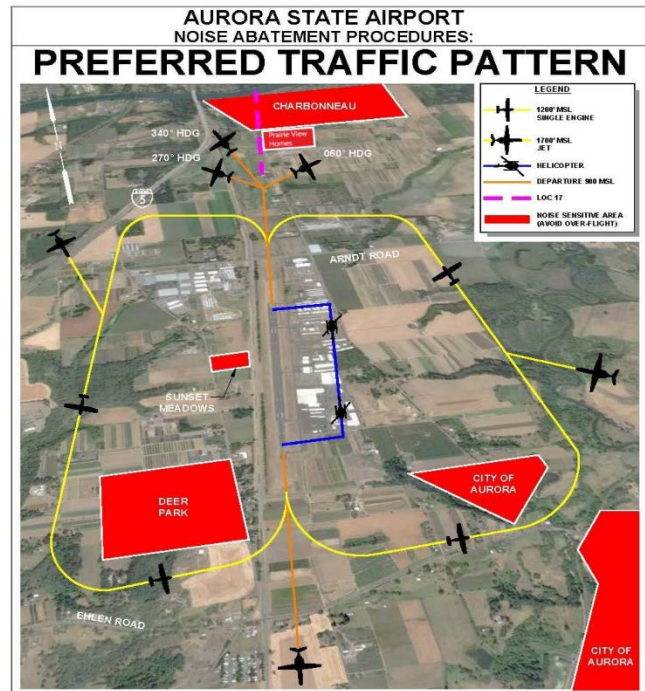 AURORA STATE AIRPORT
NOISE ABATEMENT PROCEDURES:
PREFERRED TRAFFIC PATTERN
CHARBONNEAU
Prairie View
Homes
340° HDG
270° HDG
060° HDG
5
ARNDT ROAD
SUNSET
MEADOWS
DEER
PARK
CITY OF
AURORA
EHLEN ROAD
CITY OF
AURORA
LEGEND
1200' MSL
SINGLE ENGINE
1700' MSL
JET
HELICOPTER
DEPARTURE 900 MSL
LOC 17
NOISE SENSITIVE AREA
(AVOID OVER-FLIGHT)